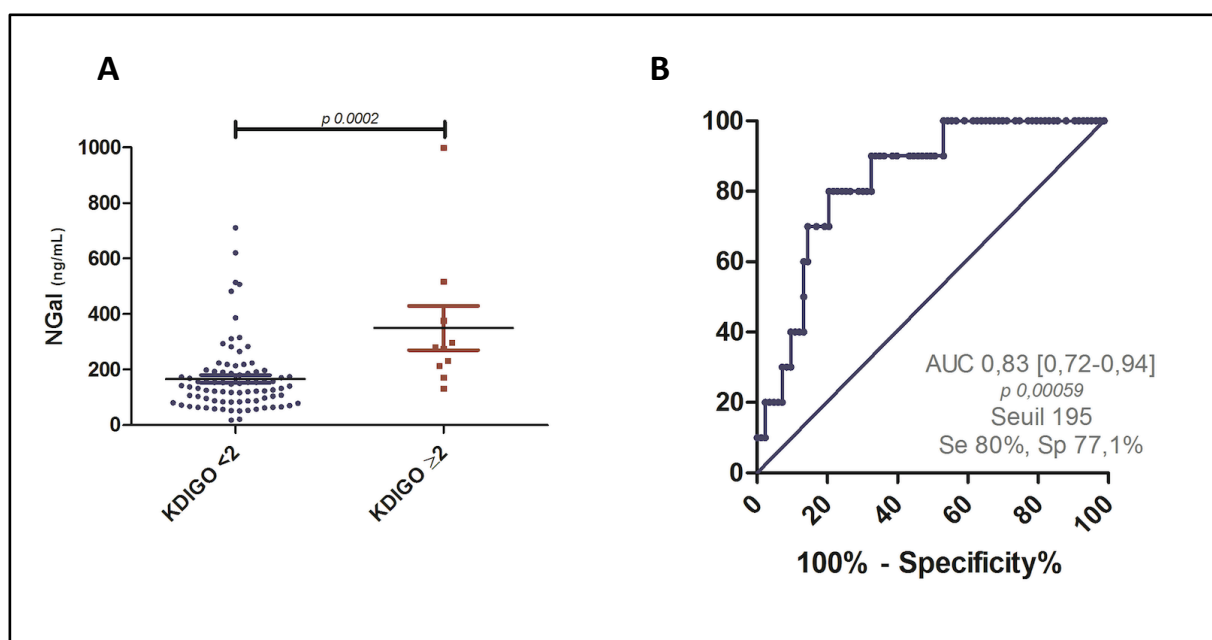 A
p 0.0002
NGal (ng/mL)
1000
800
600
400
200
0
KDIGO <2
KDIGO ≥2
B
100
80
60
40
20
0
AUC 0,83 [0,72-0,94]
p 0,00059
Seuil 195
Se 80%, Sp 77,1%
0
20
40
60
80
100
100% - Specificity%